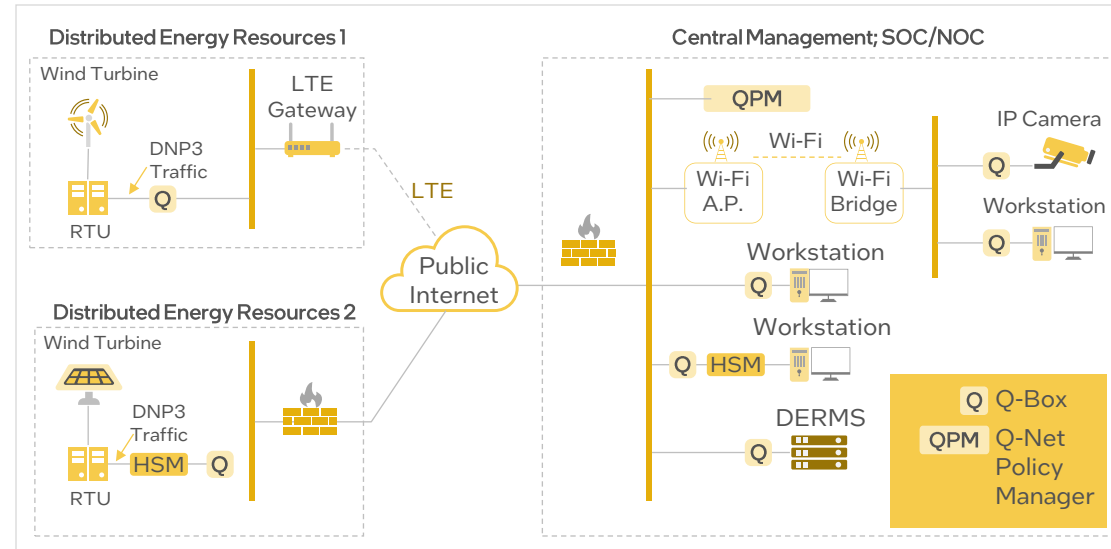 Distributed Energy Resources 1
Wind Turbine
LTE
Gateway
DNP3
Traffic
Q
RTU
LTE
Public
Internet
Distributed Energy Resources 2
Wind Turbine
DNP3
Traffic
HSM
Q
RTU
Central Management; SOC/NOC
QPM
Wi-Fi
Wi-Fi
A.P.
Wi-Fi
Bridge
IP Camera
Q
Workstation
Q
Workstation
Q
Workstation
Q
HSM
DERMS
Q
Q
Q-Box
QPM
Q-Net
Policy
Manager